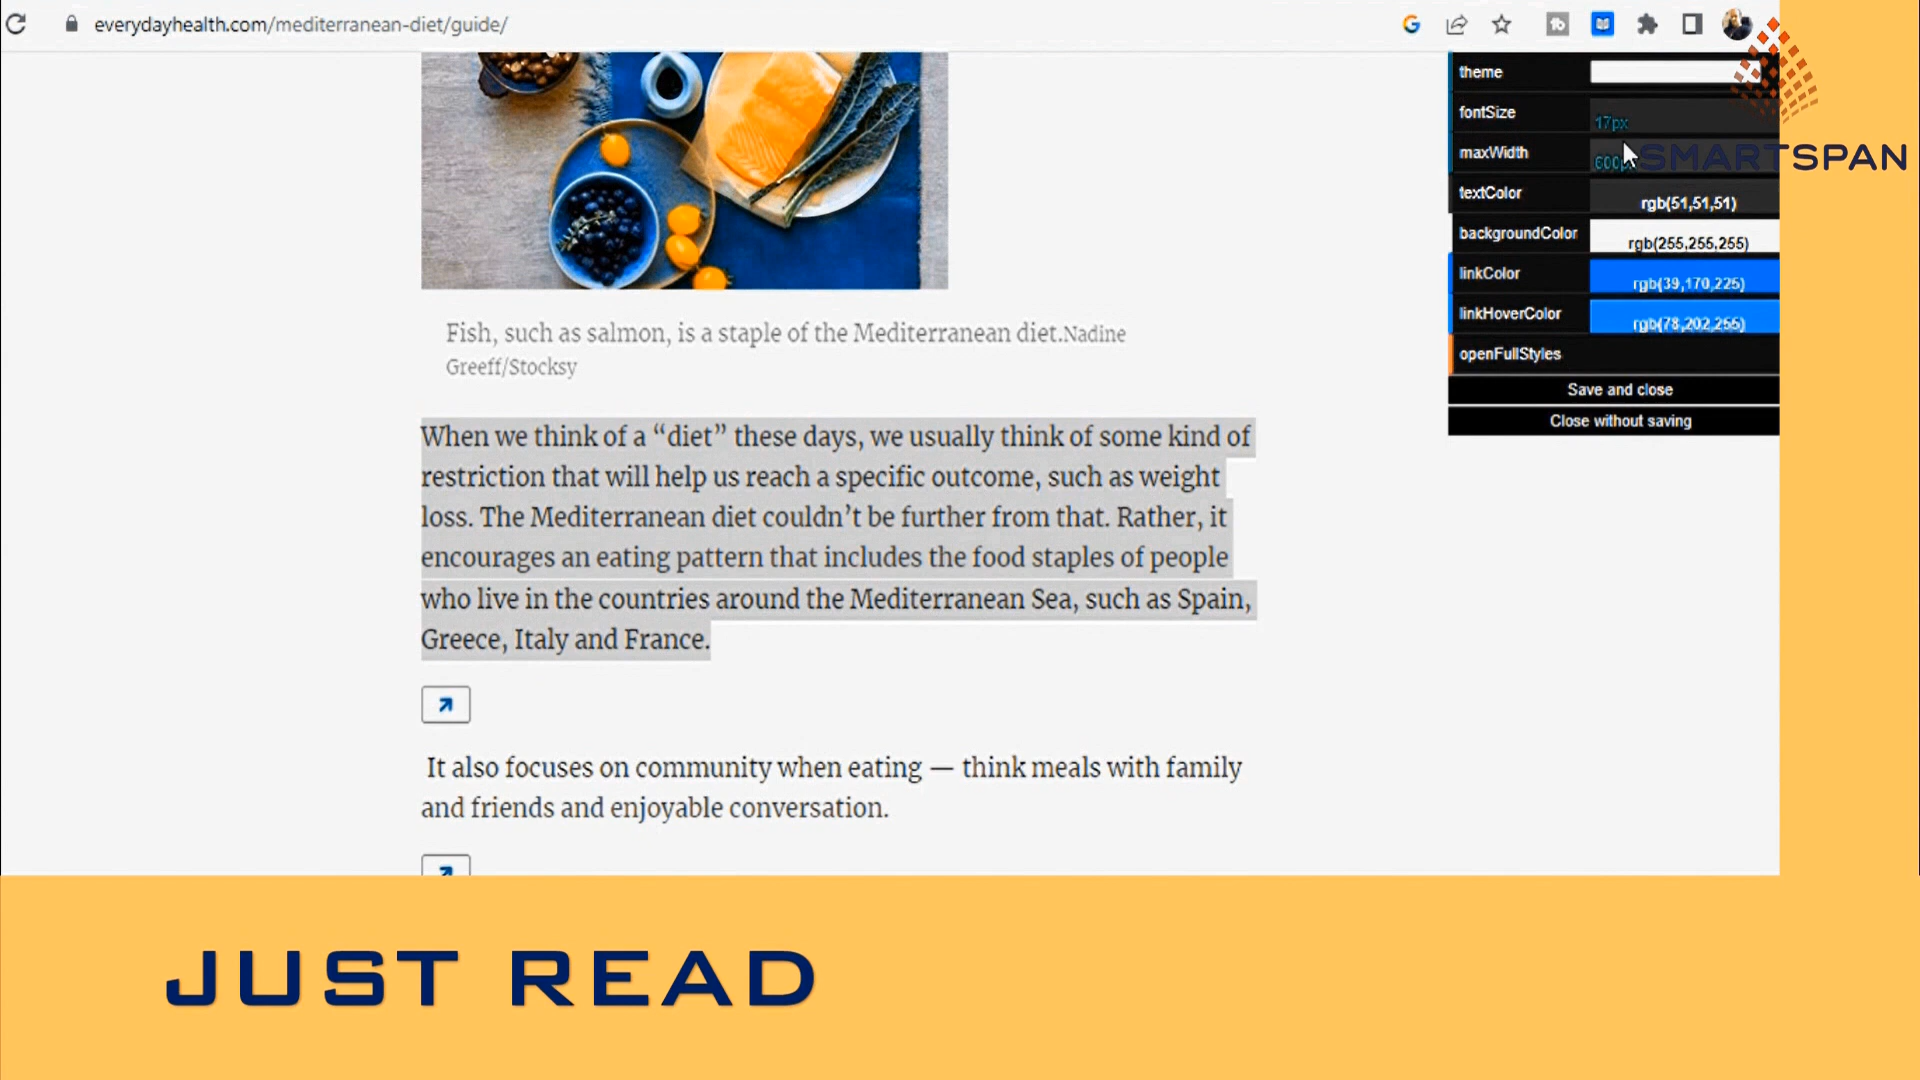 everydayhealth.com/mediterranean-diet/guide/
theme
fontSize 17px
maxWidth
SMARTSPAN
textColor rgb(51,51,51)
backgroundColor rgb(255,255,255)
linkColor rgb(39,170,225)
linkHoverColor rgb(78,202,255)
openFullStyles
Save and close
Close without saving
Fish, such as salmon, is a staple of the Mediterranean diet.Nadine
Greeff/Stocksy
When we think of a “diet” these days, we usually think of some kind of
restriction that will help us reach a specific outcome, such as weight
loss. The Mediterranean diet couldn’t be further from that. Rather, it
encourages an eating pattern that includes the food staples of people
who live in the countries around the Mediterranean Sea, such as Spain,
Greece, Italy and France.
It also focuses on community when eating — think meals with family
and friends and enjoyable conversation.
JUST READ